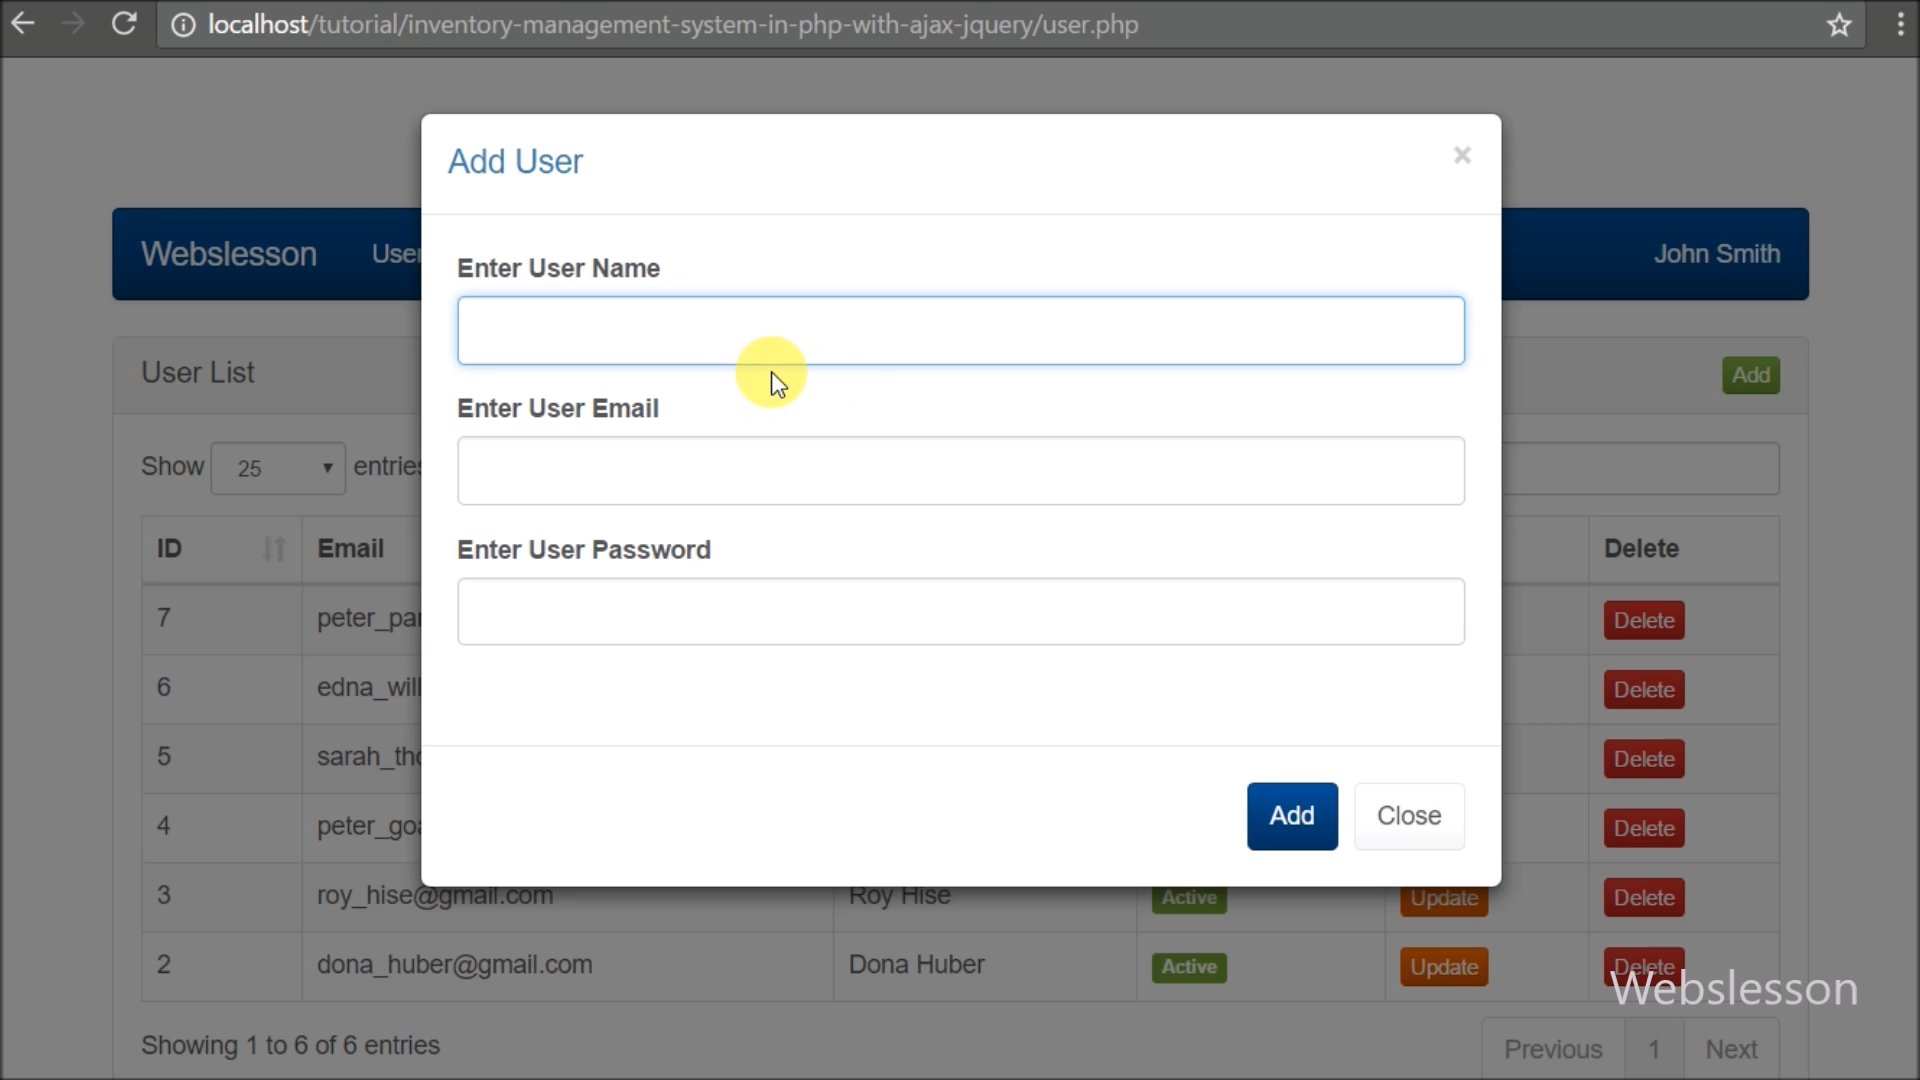 localhost/tutorial/inventory-management-system-in-php-with-ajax-jquery/user.php
Add User ×
Webslesson User John Smith
Enter User Name
User List Add
Enter User Email
Show 25 entries
Enter User Password
ID Email Delete
7 peter_par Delete
6 edna_will Delete
5 sarah_tho Delete
4 peter_goa Delete
Add Close
3 roy_hise@gmail.com Roy Hise Active Update Delete
2 dona_huber@gmail.com Dona Huber Active Update Delete
Webslesson
Showing 1 to 6 of 6 entries Previous 1 Next